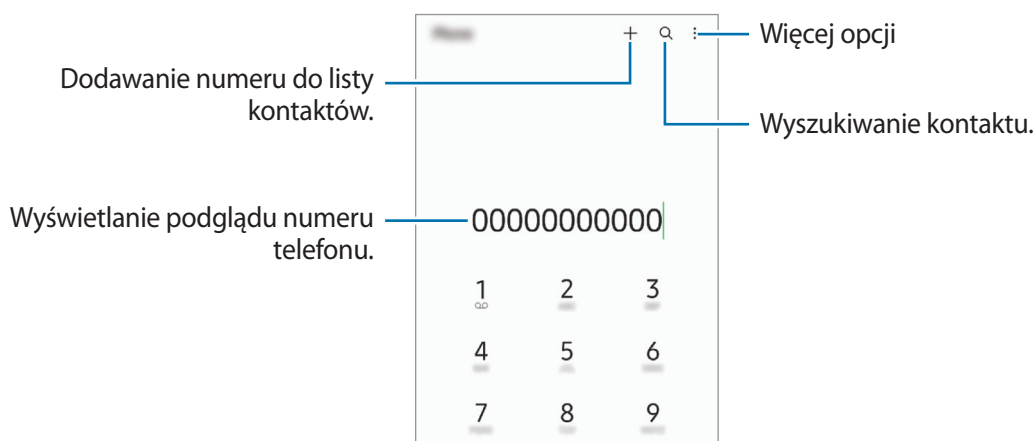 Więcej opcji
Dodawanie numeru do listy
kontaktów.
Wyszukiwanie kontaktu.
Wyświetlanie podglądu numeru
telefonu.
00000000000
1 2 3
4 5 6
7 8 9